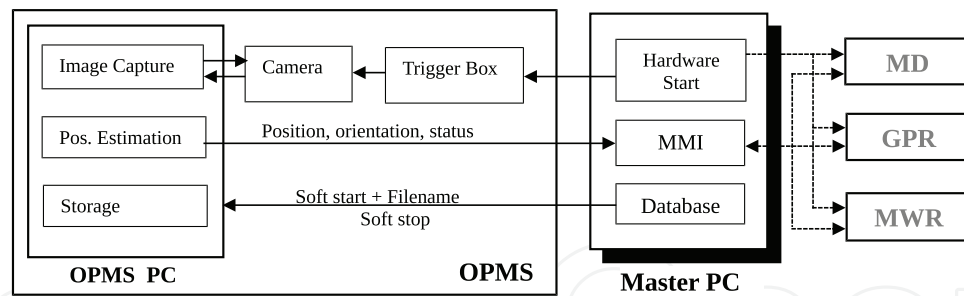 Image Capture
Camera
Trigger Box
Hardware
Start
MD
Pos. Estimation
Position, orientation, status
MMI
GPR
Storage
Soft start + Filename
Soft stop
Database
MWR
OPMS PC
OPMS
Master PC